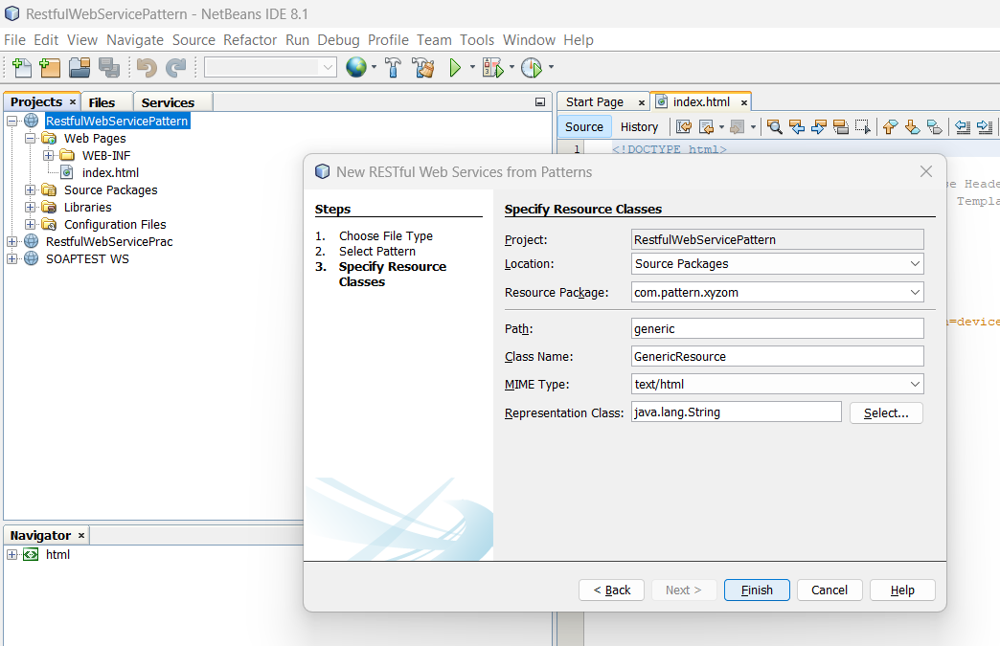 RestfulWebServicePattern - NetBeans IDE 8.1
File Edit View Navigate Source Refactor Run Debug Profile Team Tools Window Help
Projects × Files Services
Start Page × index.html ×
Source History
RestfulWebServicePattern
Web Pages
WEB-INF
index.html
Source Packages
Libraries
Configuration Files
RestfulWebServicePrac
SOAPTEST WS
1 <!DOCTYPE html>
se Heade
Templa
=device
New RESTful Web Services from Patterns
Steps
1. Choose File Type
2. Select Pattern
3. Specify Resource
Classes
Specify Resource Classes
Project: RestfulWebServicePattern
Location: Source Packages
Resource Package: com.pattern.xyzom
Path: generic
Class Name: GenericResource
MIME Type: text/html
Representation Class: java.lang.String Select...
< Back Next > Finish Cancel Help
Navigator ×
html